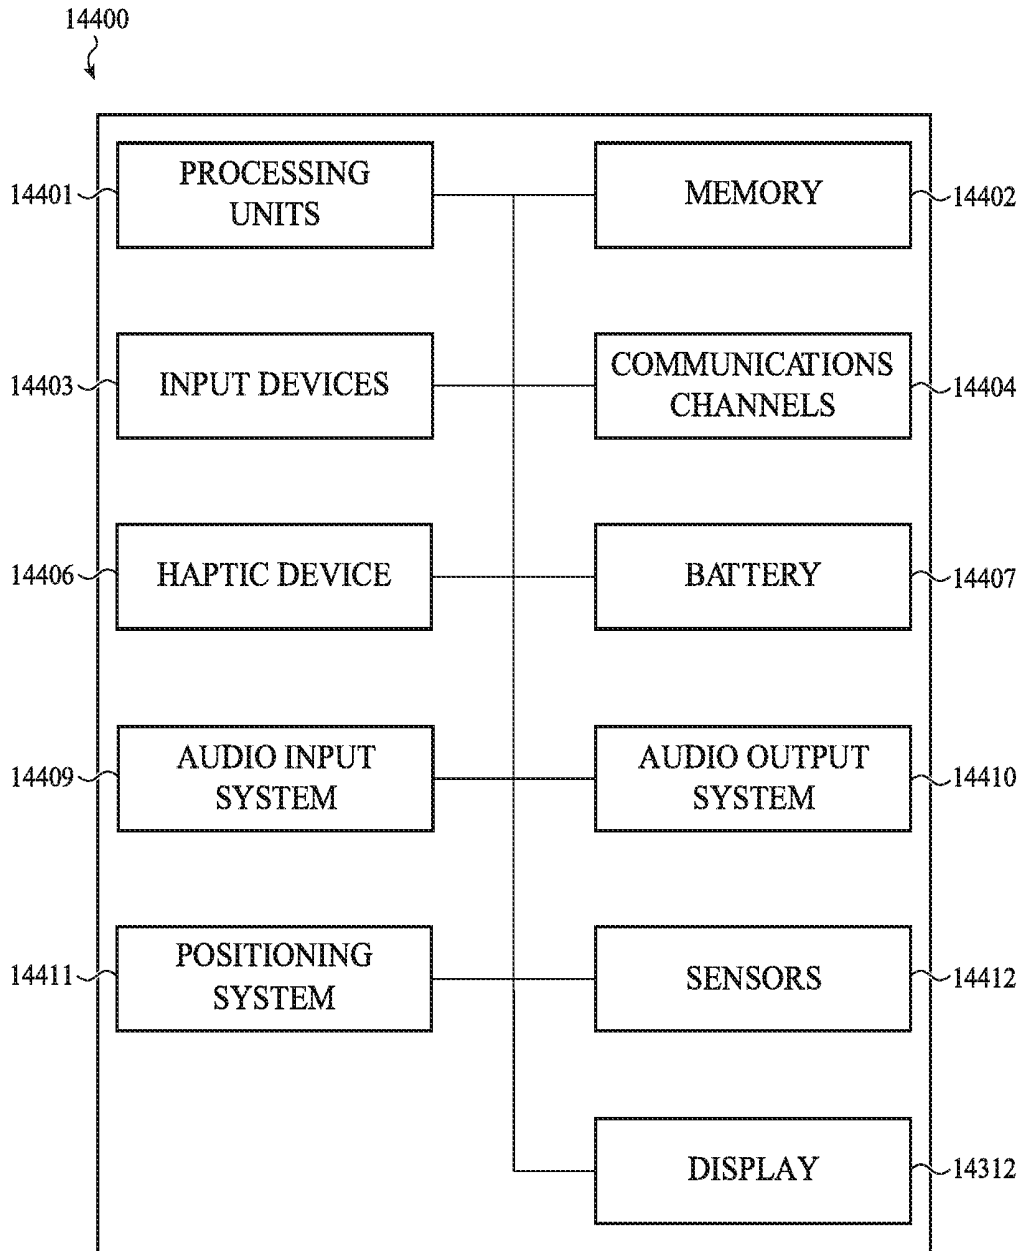 14400
PROCESSING
UNITS
14401
MEMORY
14402
INPUT DEVICES
14403
COMMUNICATIONS
CHANNELS
14404
HAPTIC DEVICE
14406
BATTERY
14407
AUDIO INPUT
SYSTEM
14409
AUDIO OUTPUT
SYSTEM
14410
POSITIONING
SYSTEM
14411
SENSORS
14412
DISPLAY
14312